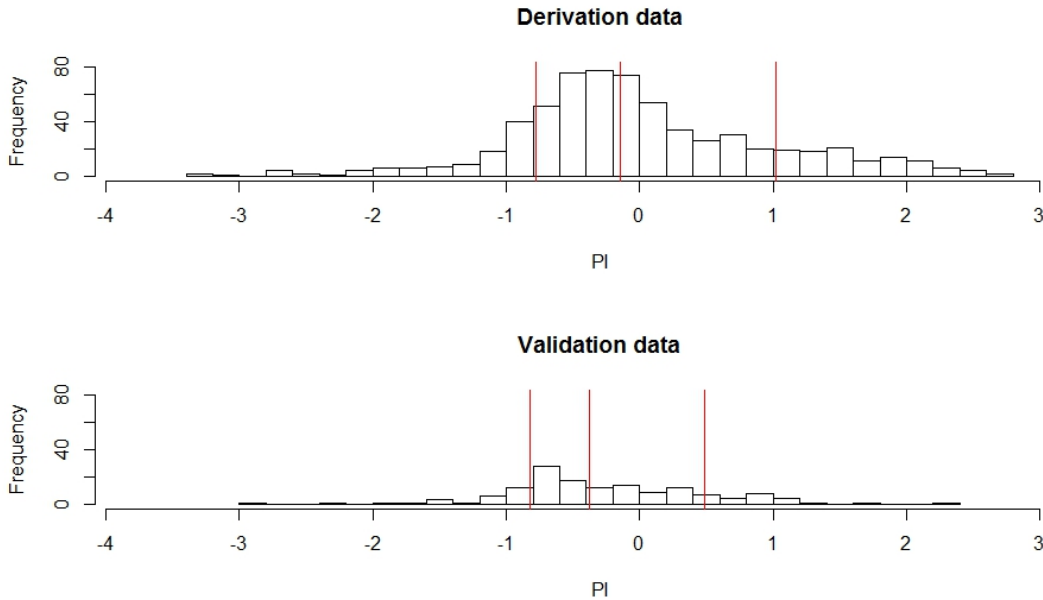 Derivation data
Frequency
80
40
0
-4 -3 -2 -1 0 1 2 3
PI
Validation data
Frequency
80
40
0
-4 -3 -2 -1 0 1 2 3
PI